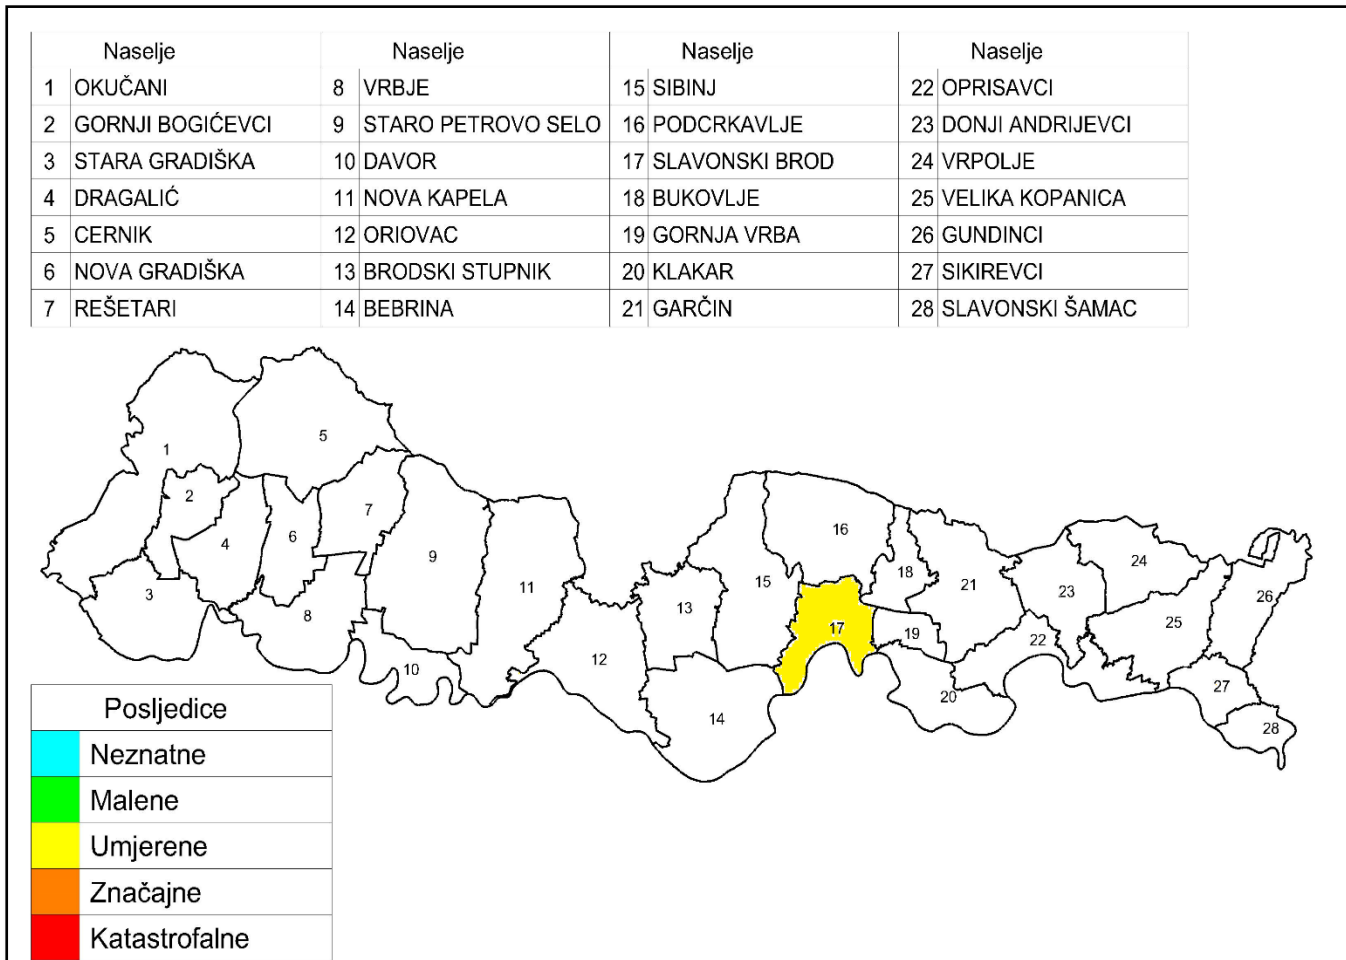 Naselje Naselje Naselje Naselje
1 OKUČANI 8 VRBJE 15 SIBINJ 22 OPRISAVCI
2 GORNJI BOGIĆEVCI 9 STARO PETROVO SELO 16 PODCRKAVLJE 23 DONJI ANDRIJEVCI
3 STARA GRADIŠKA 10 DAVOR 17 SLAVONSKI BROD 24 VRPOLJE
4 DRAGALIĆ 11 NOVA KAPELA 18 BUKOVLJE 25 VELIKA KOPANICA
5 CERNIK 12 ORIOVAC 19 GORNJA VRBA 26 GUNDINCI
6 NOVA GRADIŠKA 13 BRODSKI STUPNIK 20 KLAKAR 27 SIKIREVCI
7 REŠETARI 14 BEBRINA 21 GARČIN 28 SLAVONSKI ŠAMAC
1
5
2
7
4
6
3
8
9
10
11
12
13
14
15
16
17
18
19
20
21
22
23
24
25
26
27
28
Posljedice
Neznatne
Malene
Umjerene
Značajne
Katastrofalne